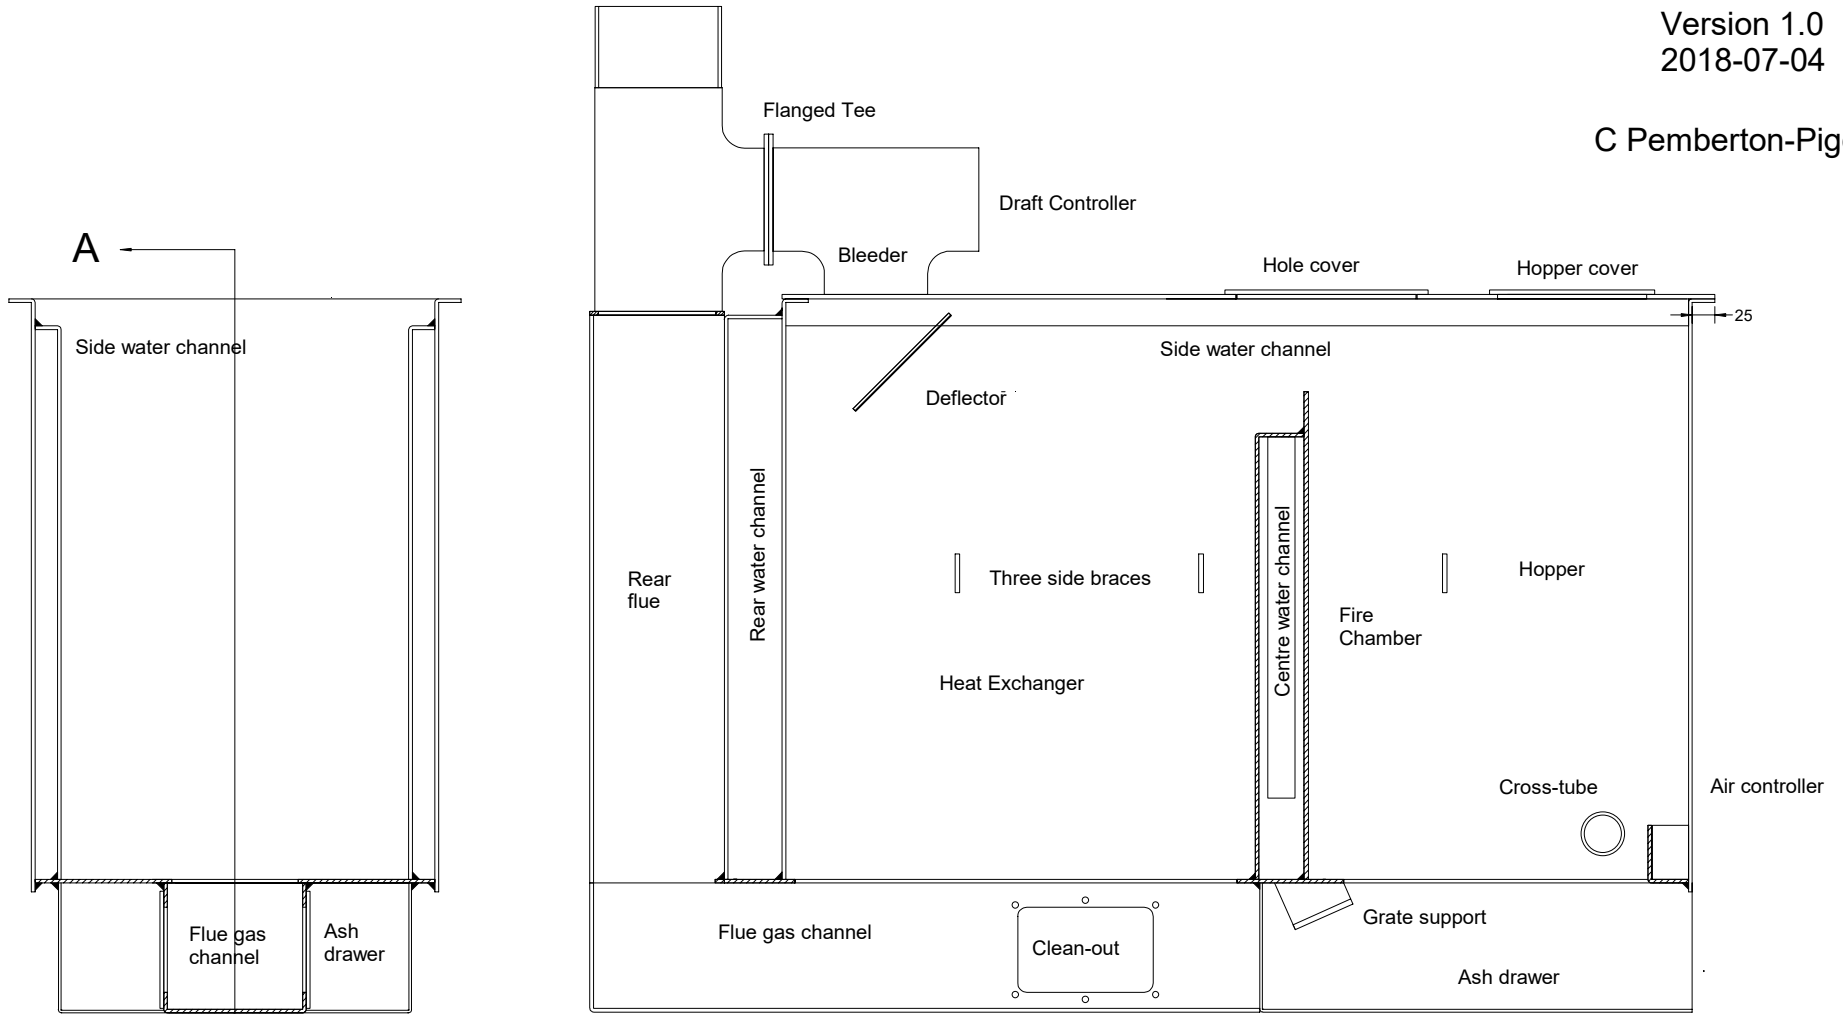 Version 1.0
2018-07-04
C Pemberton-Pig
Flanged Tee
Draft Controller
A
Bleeder
Hole cover
Hopper cover
25
Side water channel
Side water channel
Deflector
Rear water channel
Centre water channel
Rear
flue
Three side braces
Hopper
Fire
Chamber
Heat Exchanger
Cross-tube
Air controller
Flue gas
channel
Ash
drawer
Flue gas channel
Clean-out
Grate support
Ash drawer